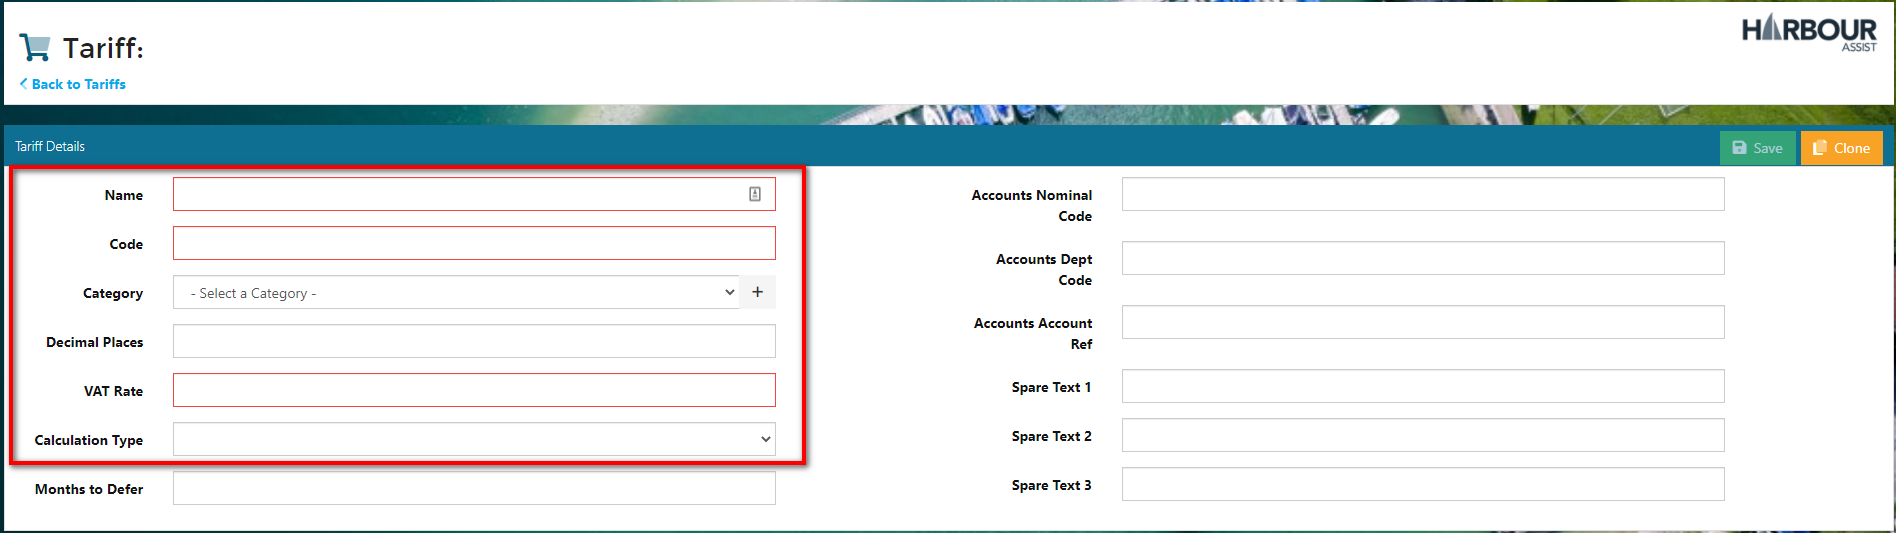 Tariff:
Back to Tariffs
HARBOUR
ASSIST
Tariff Details
Save
Clone
Name
Code
Category
- Select a Category -
+
Decimal Places
VAT Rate
Calculation Type
Months to Defer
Accounts Nominal
Code
Accounts Dept
Code
Accounts Account
Ref
Spare Text 1
Spare Text 2
Spare Text 3